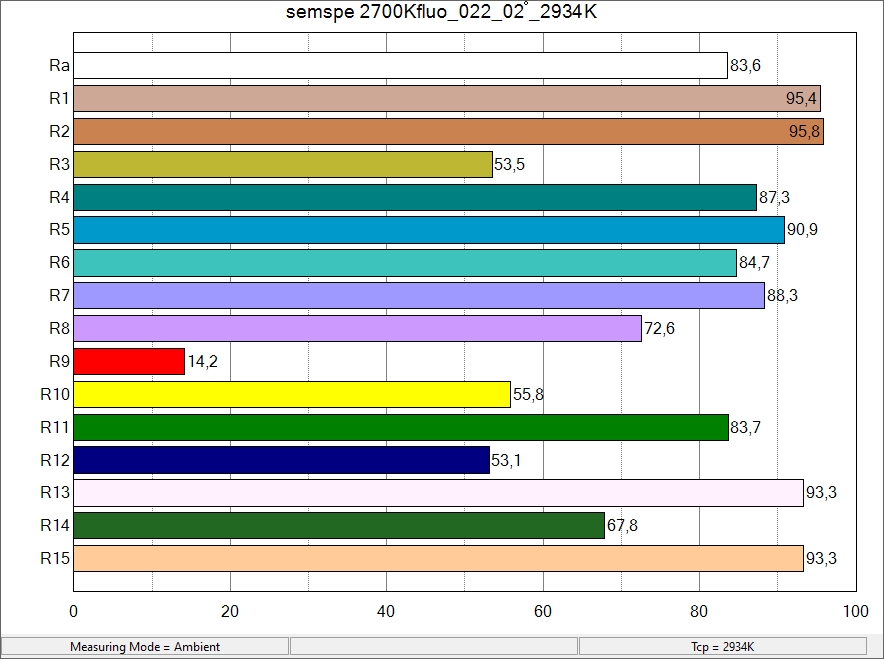 semspe 2700Kfluo_022_02°_2934K
Ra 83,6
R1 95,4
R2 95,8
R3 53,5
R4 87,3
R5 90,9
R6 84,7
R7 88,3
R8 72,6
R9 14,2
R10 55,8
R11 83,7
R12 53,1
R13 93,3
R14 67,8
R15 93,3
0 20 40 60 80 100
Measuring Mode = Ambient Tcp = 2934K